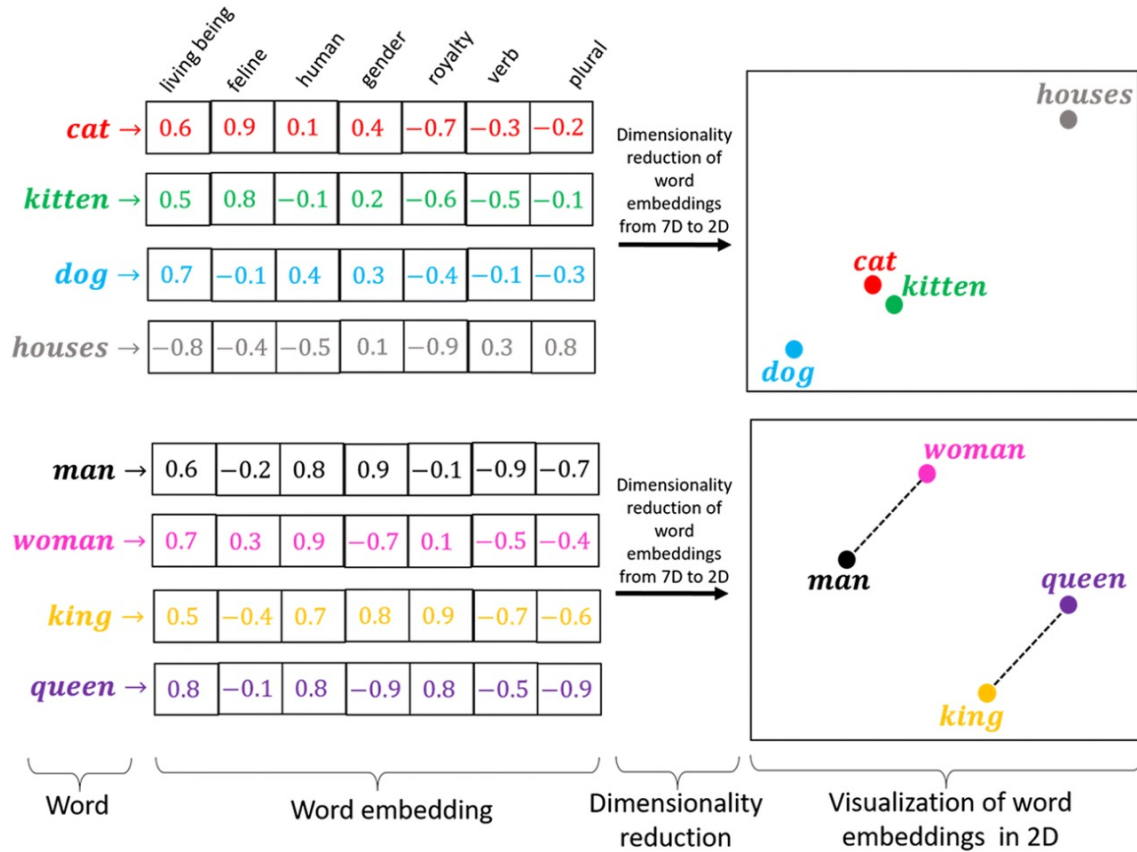 living being feline human gender royalty verb plural
cat → 0.6 0.9 0.1 0.4 −0.7 −0.3 −0.2
kitten → 0.5 0.8 −0.1 0.2 −0.6 −0.5 −0.1
dog → 0.7 −0.1 0.4 0.3 −0.4 −0.1 −0.3
houses → −0.8 −0.4 −0.5 0.1 −0.9 0.3 0.8
Dimensionality
reduction of
word
embeddings
from 7D to 2D
houses
cat
kitten
dog
man → 0.6 −0.2 0.8 0.9 −0.1 −0.9 −0.7
woman → 0.7 0.3 0.9 −0.7 0.1 −0.5 −0.4
king → 0.5 −0.4 0.7 0.8 0.9 −0.7 −0.6
queen → 0.8 −0.1 0.8 −0.9 0.8 −0.5 −0.9
Dimensionality
reduction of
word
embeddings
from 7D to 2D
woman
man
queen
king
Word
Word embedding
Dimensionality
reduction
Visualization of word
embeddings in 2D